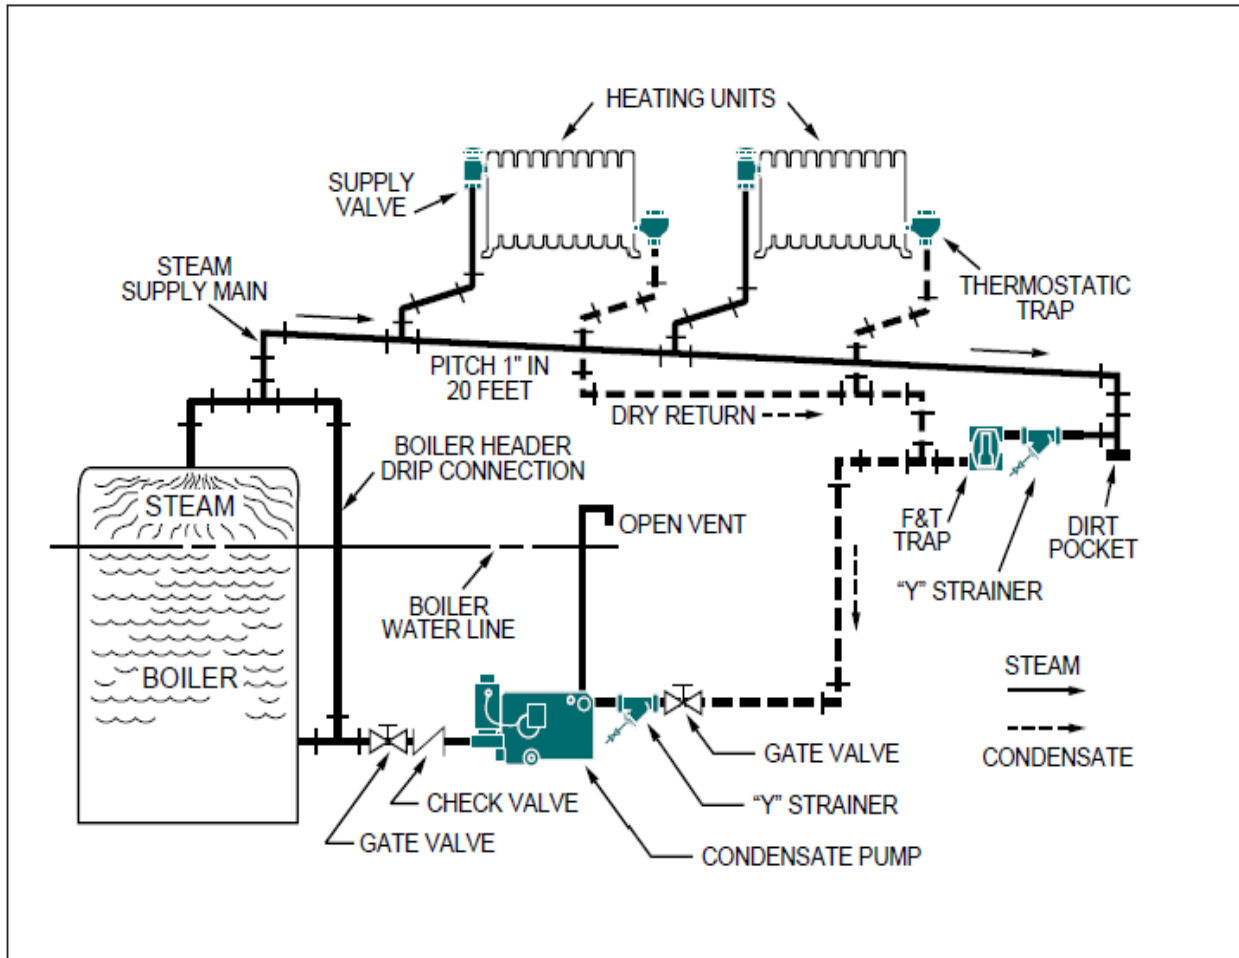 HEATING UNITS
SUPPLY
VALVE
STEAM
SUPPLY MAIN
THERMOSTATIC
TRAP
PITCH 1" IN
20 FEET
DRY RETURN
BOILER HEADER
DRIP CONNECTION
STEAM
OPEN VENT
F&T
TRAP
DIRT
POCKET
"Y" STRAINER
BOILER
WATER LINE
BOILER
STEAM
CONDENSATE
GATE VALVE
CHECK VALVE
"Y" STRAINER
GATE VALVE
CONDENSATE PUMP